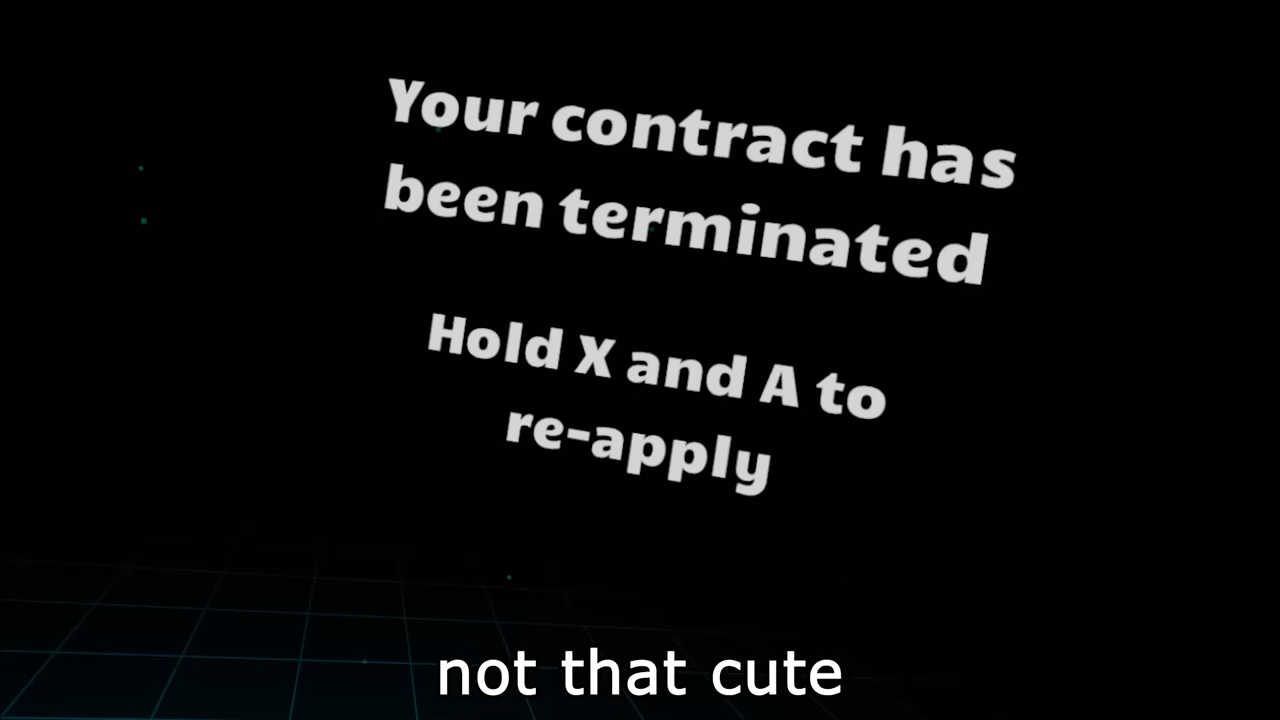 Your contract has
been terminated
Hold X and A to
re-apply
not that cute